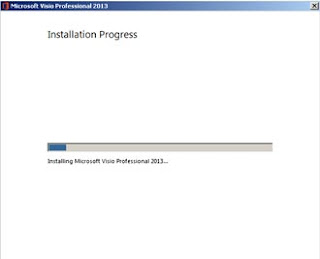 Microsoft Visio Professional 2013
Installation Progress
Installing Microsoft Visio Professional 2013...